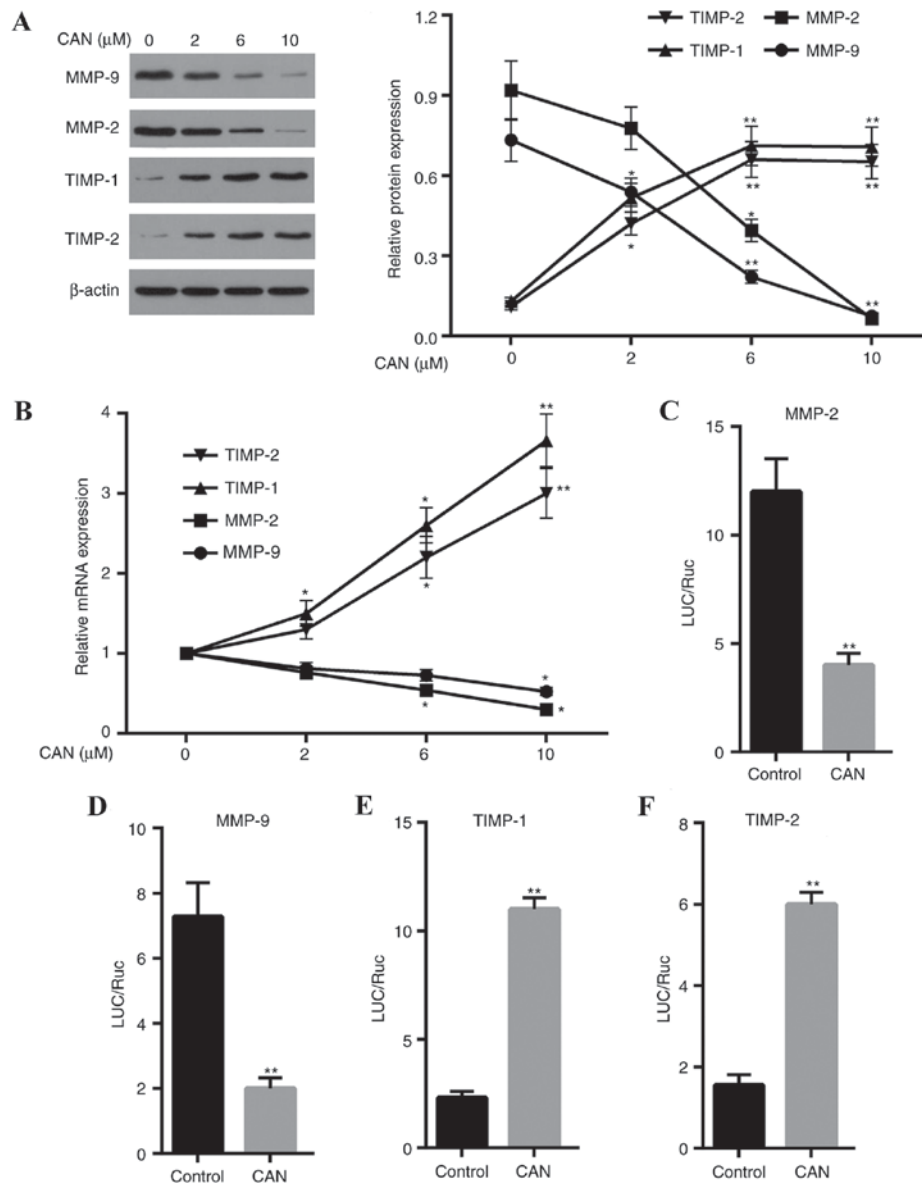 A
CAN (μM) 0 2 6 10
MMP-9
MMP-2
TIMP-1
TIMP-2
β-actin
TIMP-2 MMP-2
TIMP-1 MMP-9
Relative protein expression
1.2
0.9
0.6
0.3
0.0
** ** * ** ** * * ** **
CAN (μM) 0 2 6 10
B
TIMP-2
TIMP-1
MMP-2
MMP-9
Relative mRNA expression
4
3
2
1
0
** * ** * * * * *
CAN (μM) 0 2 6 10
C
MMP-2
LUC/Ruc
15
10
5
0
**
Control CAN
D
MMP-9
LUC/Ruc
10
8
6
4
2
0
**
Control CAN
E
TIMP-1
LUC/Ruc
15
10
5
0
**
Control CAN
F
TIMP-2
LUC/Ruc
8
6
4
2
0
**
Control CAN